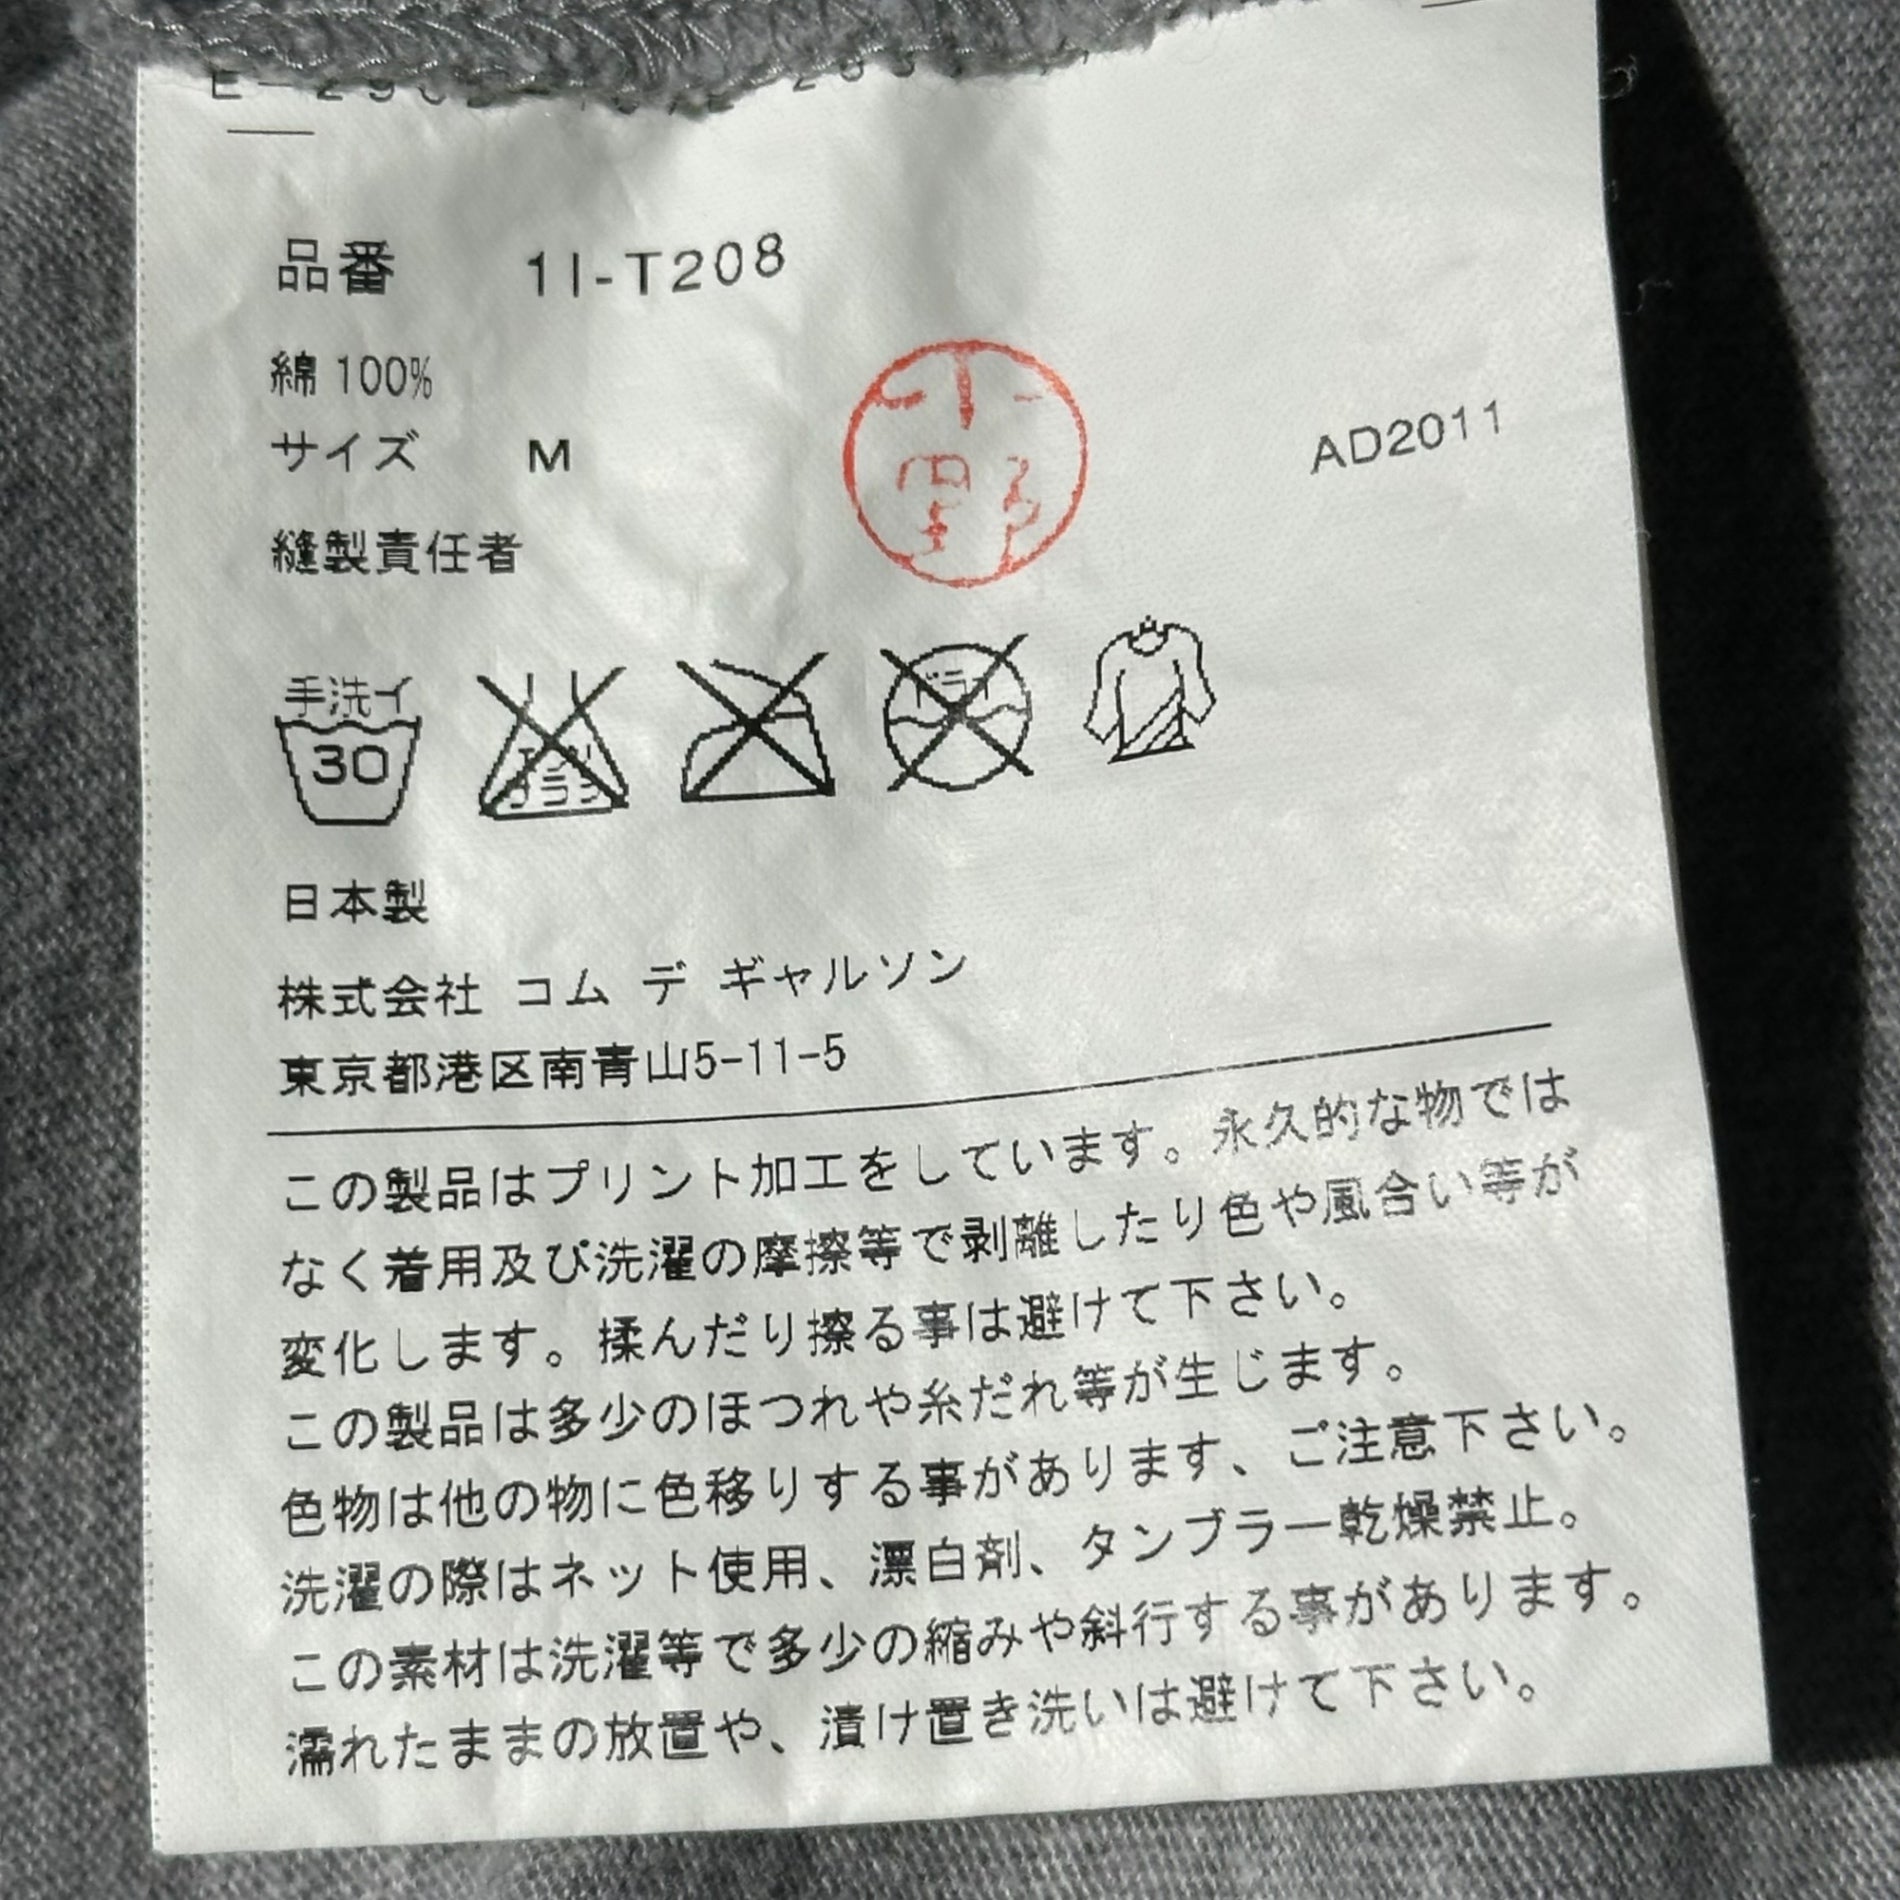 品番 1I-T208
綿 100%
サイズ M
AD2011
縫製責任者
手洗イ
30
ドライ
日本製
株式会社 コム デ ギャルソン
東京都港区南青山5-11-5
この製品はプリント加工をしています。永久的な物では
なく着用及び洗濯の摩擦等で剥離したり色や風合い等が
変化します。揉んだり擦る事は避けて下さい。
この製品は多少のほつれや糸だれ等が生じます。
色物は他の物に色移りする事があります、ご注意下さい。
洗濯の際はネット使用、漂白剤、タンブラー乾燥禁止。
この素材は洗濯等で多少の縮みや斜行する事があります。
濡れたままの放置や、漬け置き洗いは避けて下さい。